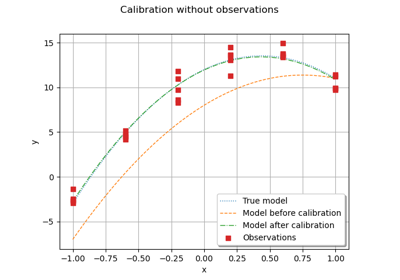 Calibration without observations
15
10
5
0
−5
y
−1.00 −0.75 −0.50 −0.25 0.00 0.25 0.50 0.75 1.00
x
True model
Model before calibration
Model after calibration
Observations